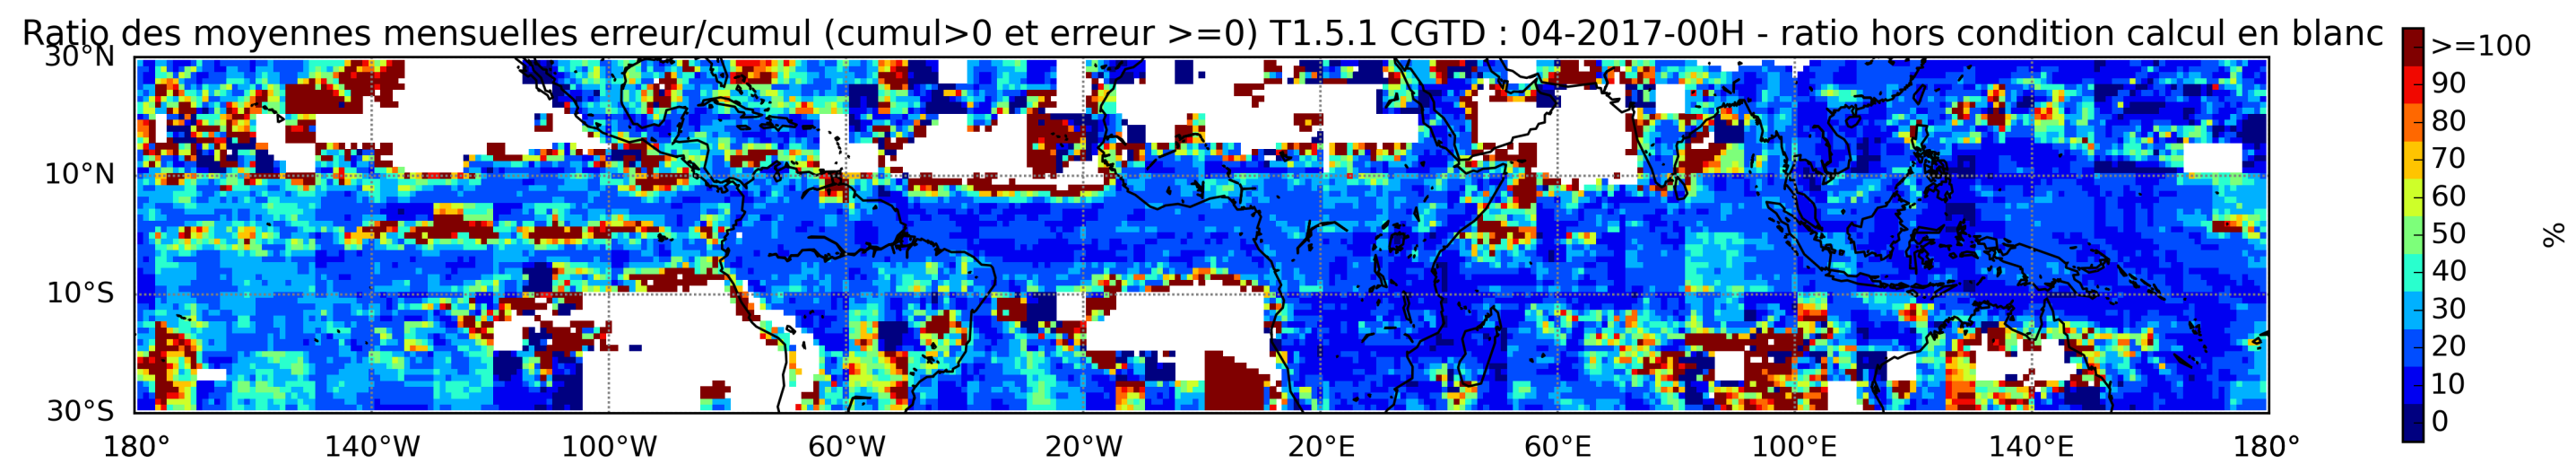 Ratio des moyennes mensuelles erreur/cumul (cumul>0 et erreur >=0) T1.5.1 CGTD : 04-2017-00H - ratio hors condition calcul en blanc
30°N
10°N
10°S
30°S
180° 140°W 100°W 60°W 20°W 20°E 60°E 100°E 140°E 180°
>=100
90
80
70
60
50
40
30
20
10
0
%